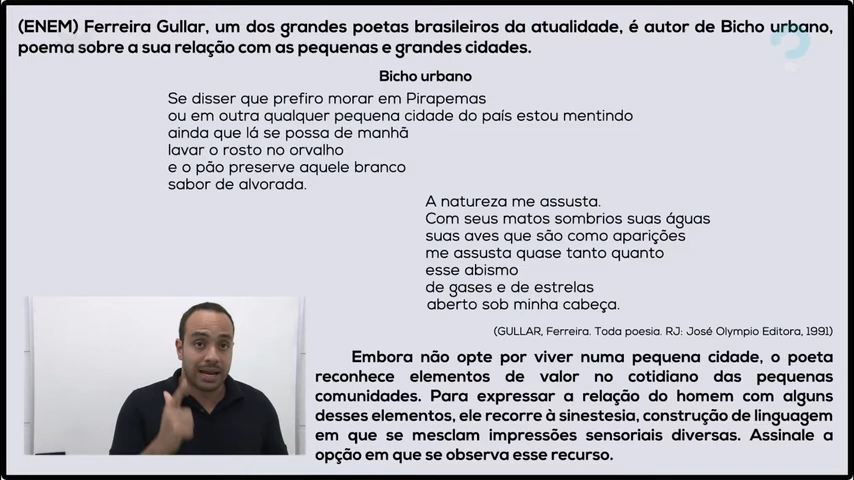 (ENEM) Ferreira Gullar, um dos grandes poetas brasileiros da atualidade, é autor de Bicho urbano,
poema sobre a sua relação com as pequenas e grandes cidades.
Bicho urbano
Se disser que prefiro morar em Pirapemas
ou em outra qualquer pequena cidade do país estou mentindo
ainda que lá se possa de manhã
lavar o rosto no orvalho
e o pão preserve aquele branco
sabor de alvorada.
A natureza me assusta.
Com seus matos sombrios suas águas
suas aves que são como aparições
me assusta quase tanto quanto
esse abismo
de gases e de estrelas
aberto sob minha cabeça.
(GULLAR, Ferreira. Toda poesia. RJ: José Olympio Editora, 1991)
Embora não opte por viver numa pequena cidade, o poeta
reconhece elementos de valor no cotidiano das pequenas
comunidades. Para expressar a relação do homem com alguns
desses elementos, ele recorre à sinestesia, construção de linguagem
em que se mesclam impressões sensoriais diversas. Assinale a
opção em que se observa esse recurso.